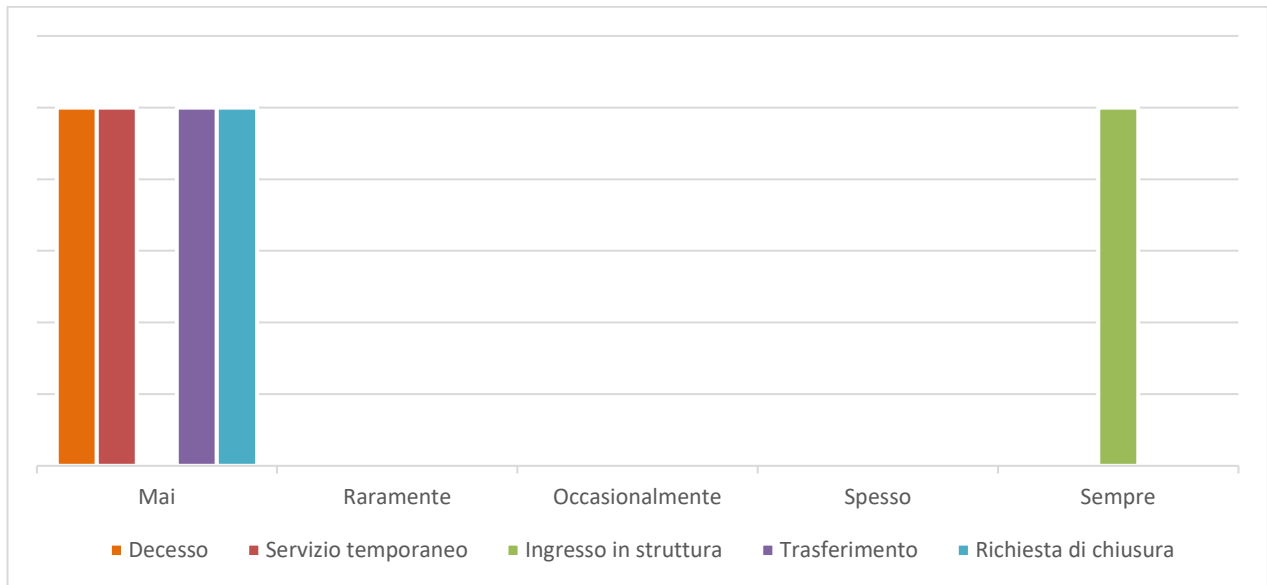 Mai Raramente Occasionalmente Spesso Sempre
Decesso Servizio temporaneo Ingresso in struttura Trasferimento Richiesta di chiusura